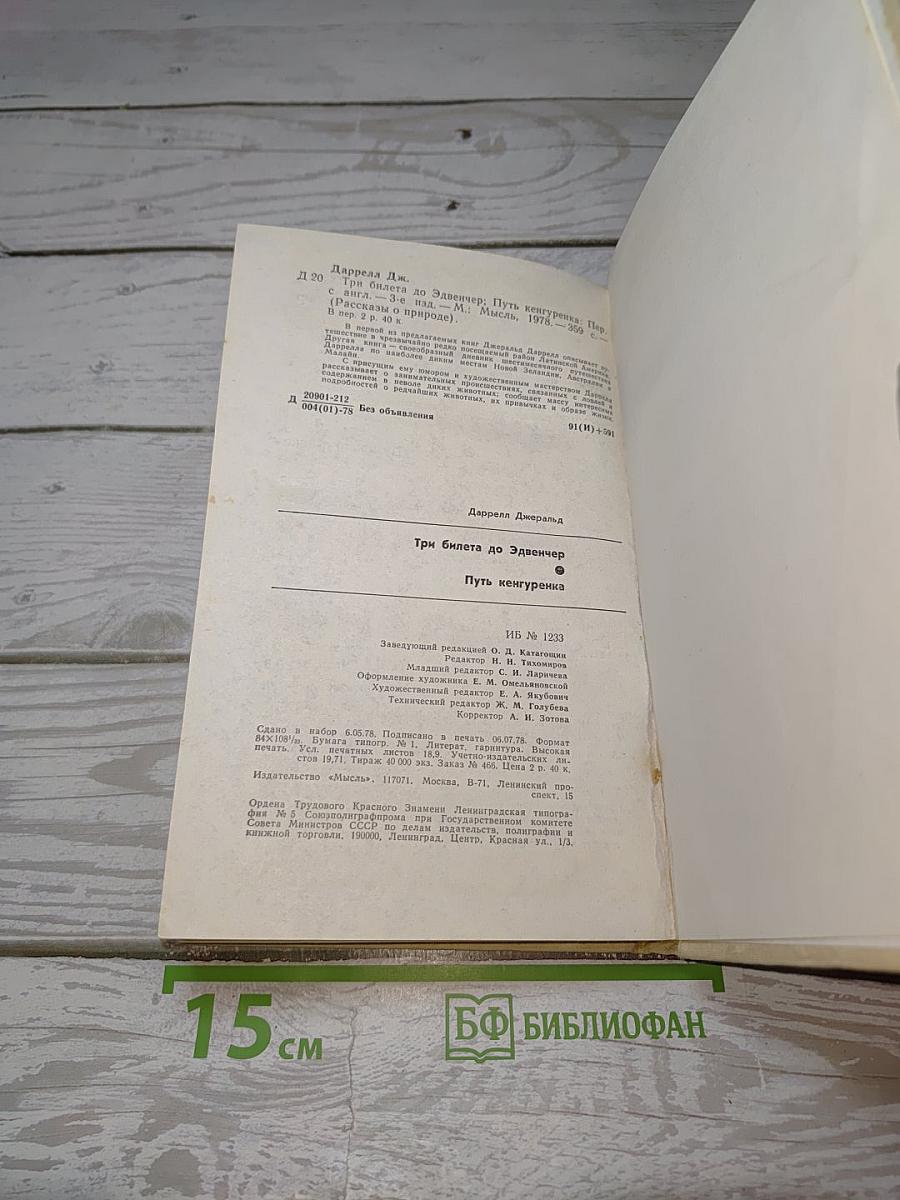 Даррелл Дж.
Д 20 Три билета до Эдвенчер; Путь кенгуренка: Пер.
с англ. — 3-е изд. — М.: Мысль, 1978. — 359 с. —
(Рассказы о природе).
В пер. 2 р. 40 к.
В первой из предлагаемых книг Джеральд Даррелл описывает пу-
тешествие в чрезвычайно редко посещаемый район Латинской Америки.
Другая книга — своеобразный дневник шестимесячного путешествия
Даррелла по наиболее диким местам Новой Зеландии, Австралии и
Малайи.
С присущим ему юмором и художественным мастерством Даррелл
рассказывает о занимательных происшествиях, связанных с ловлей и
содержанием в неволе диких животных; сообщает массу интересных
подробностей о редчайших животных, их привычках и образе жизни.
Д 20901-212
004(01)-78 Без объявления
91(И)+591
Даррелл Джеральд
Три билета до Эдвенчер
Путь кенгуренка
ИБ № 1233
Заведующий редакцией О. Д. Катагощин
Редактор Н. Н. Тихомиров
Младший редактор С. И. Ларичева
Оформление художника Е. М. Омельяновской
Художественный редактор Е. А. Якубович
Технический редактор Ж. М. Голубева
Корректор А. И. Зотова
Сдано в набор 6.05.78. Подписано в печать 06.07.78. Формат
84×108¹/₃₂. Бумага типогр. № 1. Литерат. гарнитура. Высокая
печать. Усл. печатных листов 18,9. Учетно-издательских ли-
стов 19,71. Тираж 40 000 экз. Заказ № 466. Цена 2 р. 40 к.
Издательство «Мысль». 117071. Москва, В-71, Ленинский про-
спект, 15
Ордена Трудового Красного Знамени Ленинградская типогра-
фия № 5 Союзполиграфпрома при Государственном комитете
Совета Министров СССР по делам издательств, полиграфии и
книжной торговли. 190000, Ленинград, Центр, Красная ул., 1/3.
15 см
БФ БИБЛИОФАН